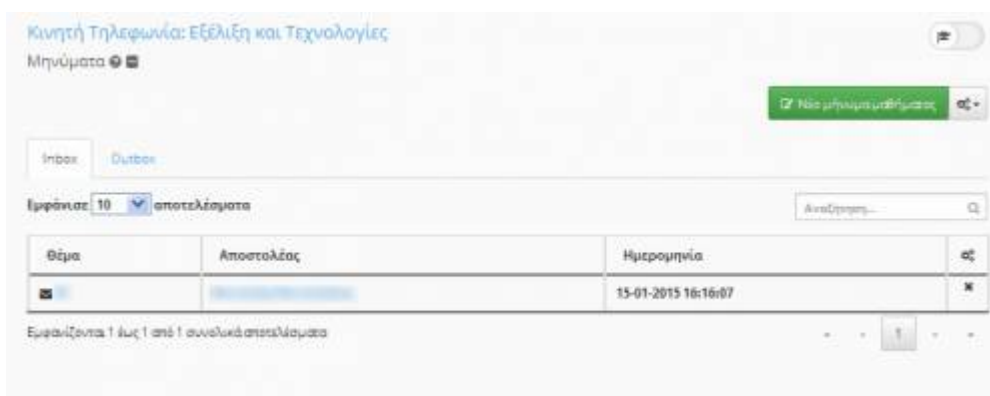 Κινητή Τηλεφωνία: Εξέλιξη και Τεχνολογίες
Μηνύματα
Νέο μήνυμα μαθήματος
Inbox Outbox
Εμφάνισε 10 αποτελέσματα
Αναζήτηση...
Θέμα Αποστολέας Ημερομηνία
15-01-2015 16:16:07
Εμφανίζονται 1 έως 1 από 1 συνολικά αποτελέσματα
1